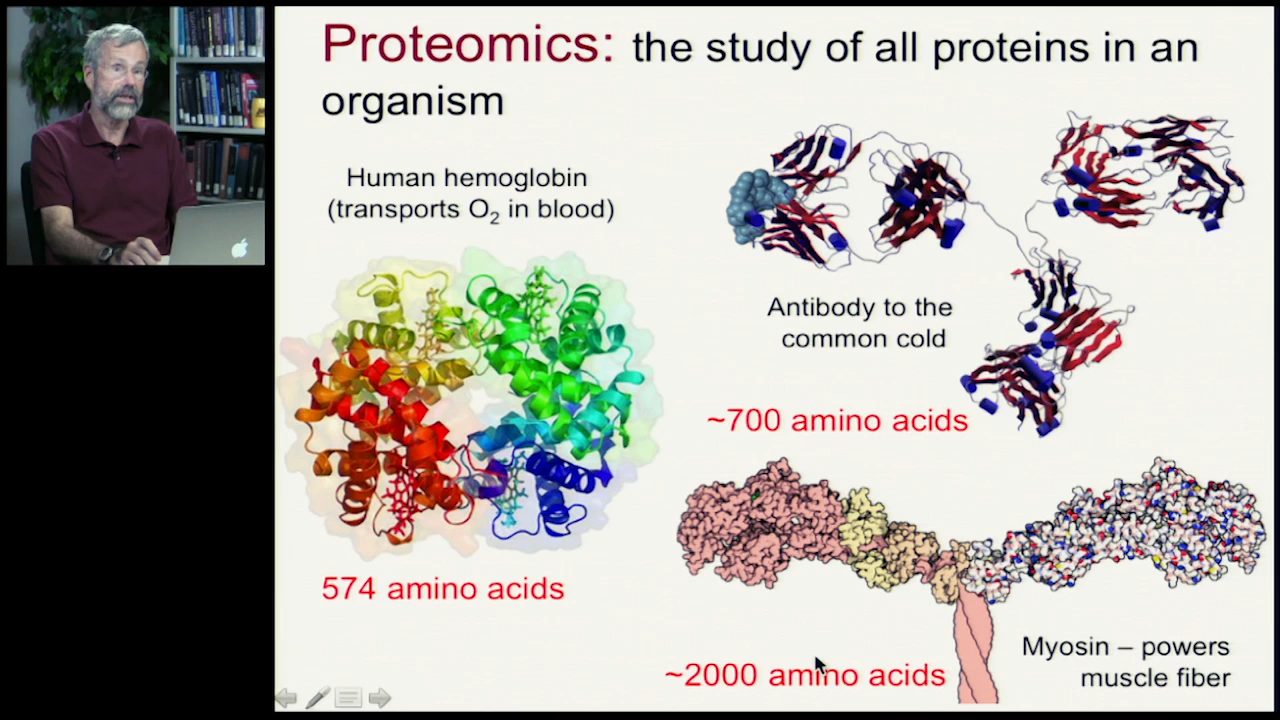 Proteomics: the study of all proteins in an
organism
Human hemoglobin
(transports O2 in blood)
574 amino acids
Antibody to the
common cold
~700 amino acids
~2000 amino acids
Myosin – powers
muscle fiber